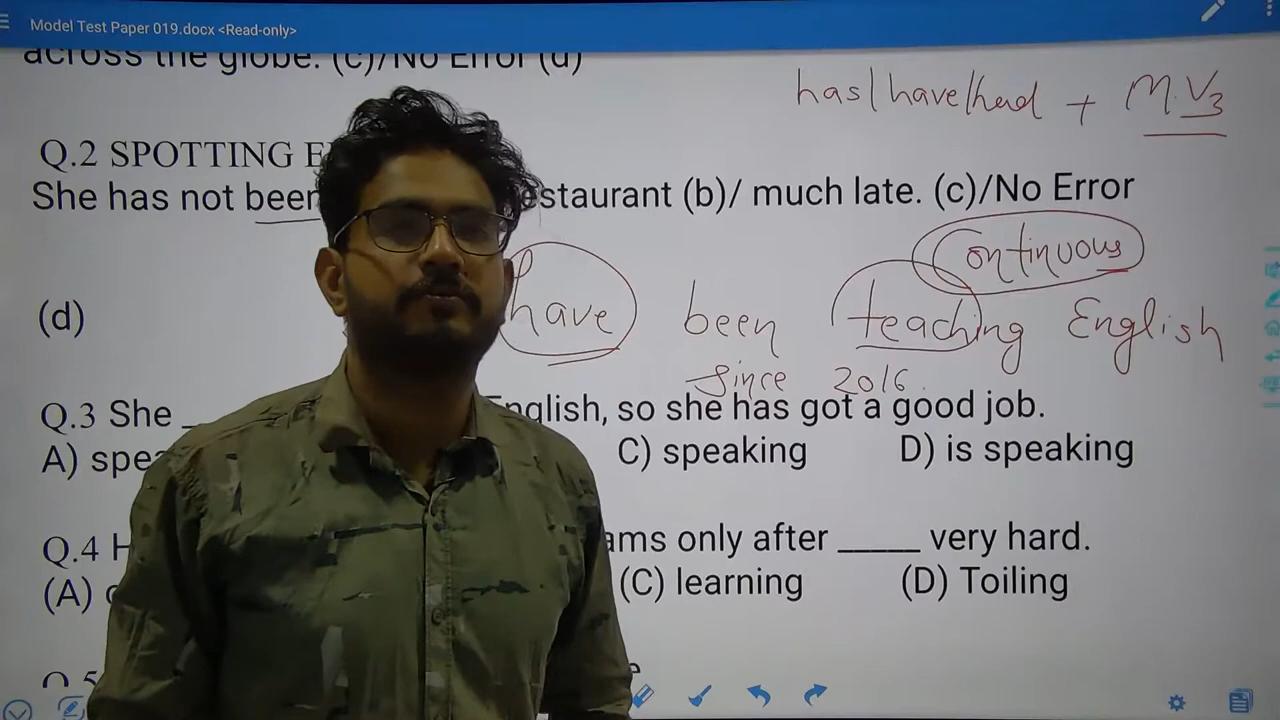 Model Test Paper 019.docx <Read-only>
across the globe. (c)/No Error (d)
has/have/had + M.V3
Q.2 SPOTTING E
She has not been estaurant (b)/ much late. (c)/No Error
Continuous
(d)
have been teaching English
since 2016.
Q.3 She _ English, so she has got a good job.
A) spea C) speaking D) is speaking
Q.4 H ams only after _____ very hard.
(A) c (C) learning (D) Toiling
Q.5